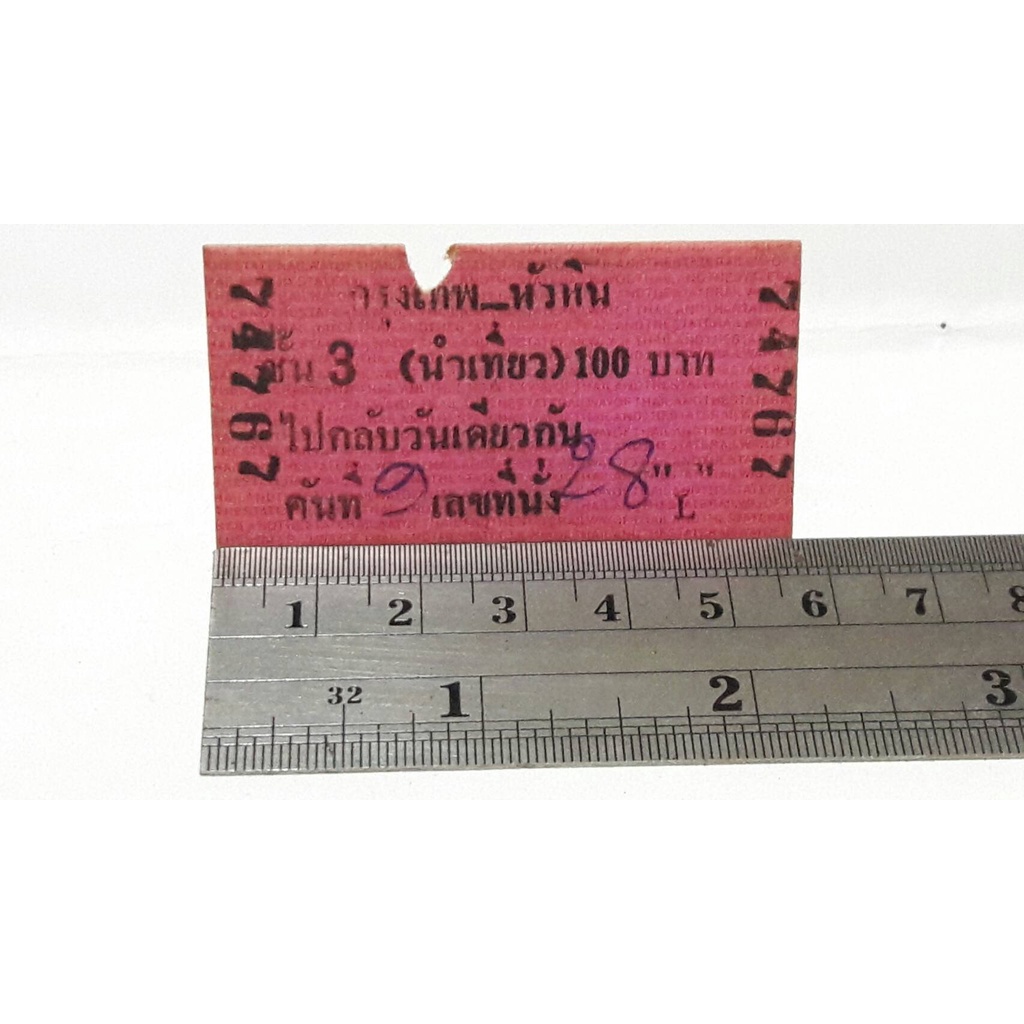 กรุงเทพ_หัวหิน
ชั้น 3 (นำเที่ยว) 100 บาท
ไปกลับวันเดียวกัน
คันที่ 9 เลขที่นั่ง 28 " L "
74767
74767
1 2 3 4 5 6 7 8
32 1 2 3